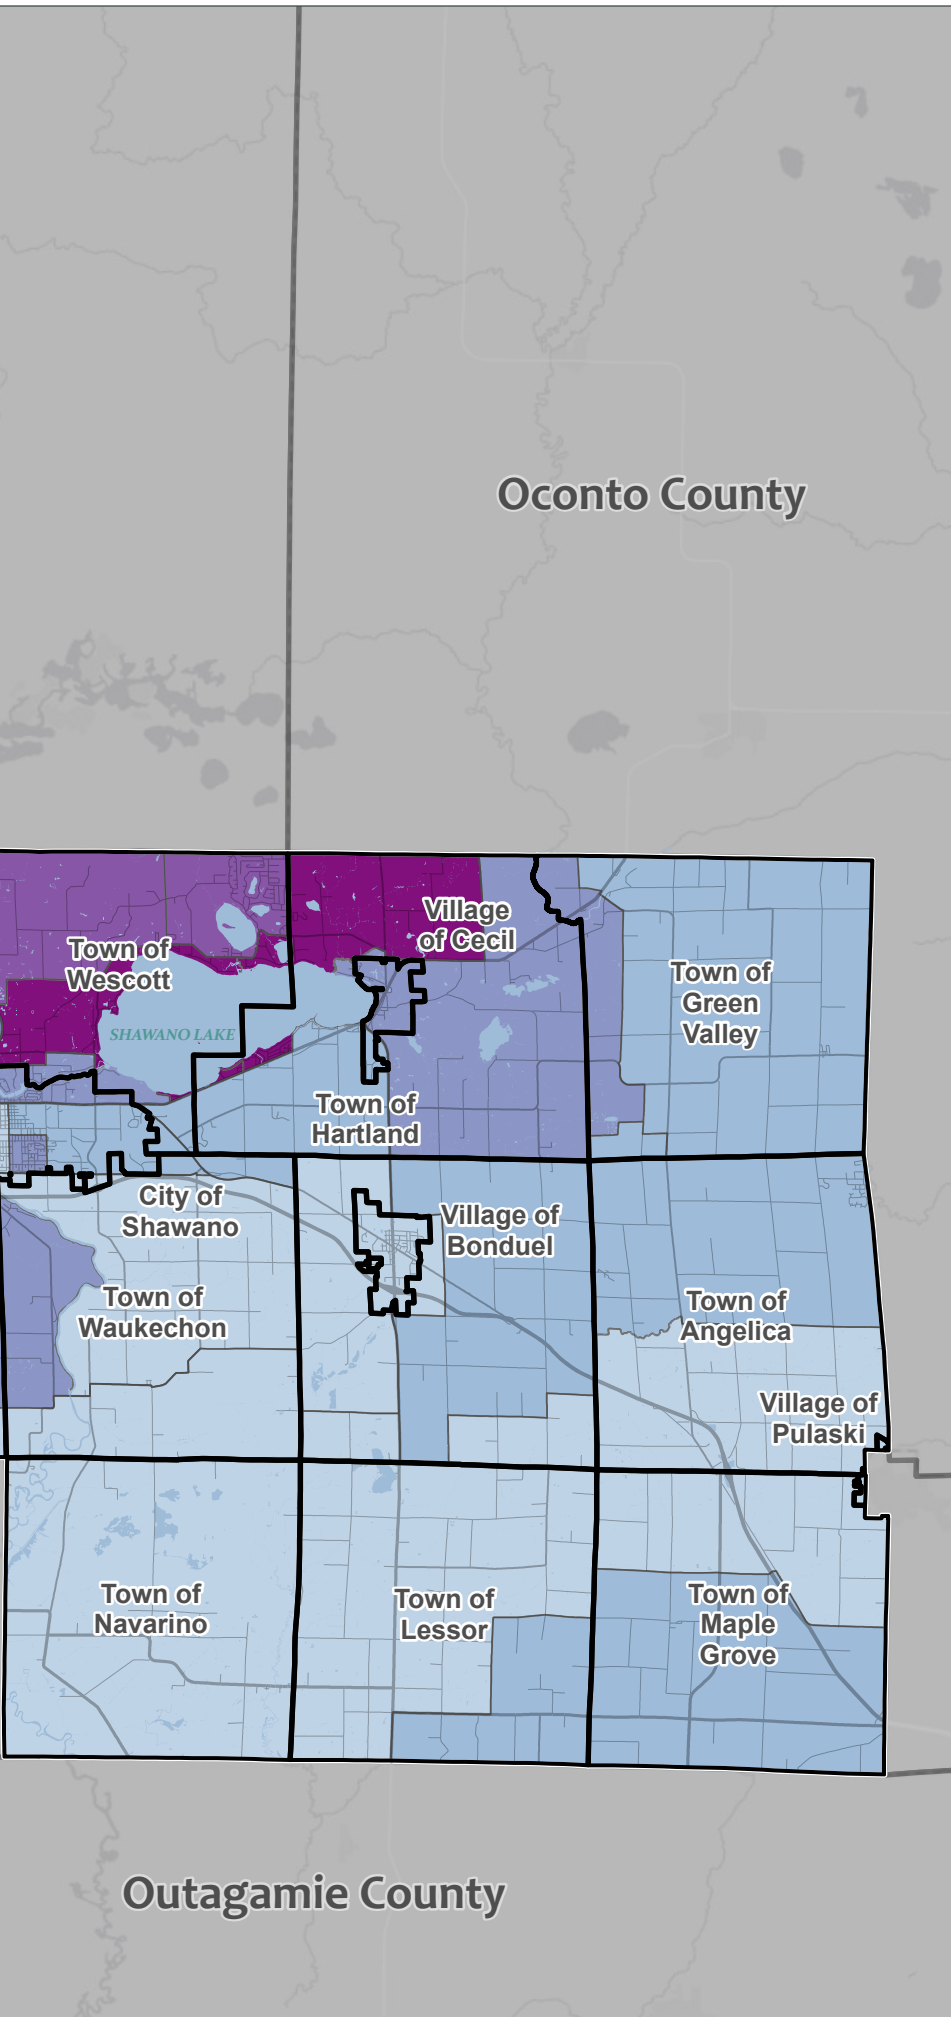 Oconto County
Village
of Cecil
Town of
Wescott
Town of
Green
Valley
SHAWANO LAKE
Town of
Hartland
City of
Shawano
Village of
Bonduel
Town of
Waukechon
Town of
Angelica
Village of
Pulaski
Town of
Navarino
Town of
Lessor
Town of
Maple
Grove
Outagamie County